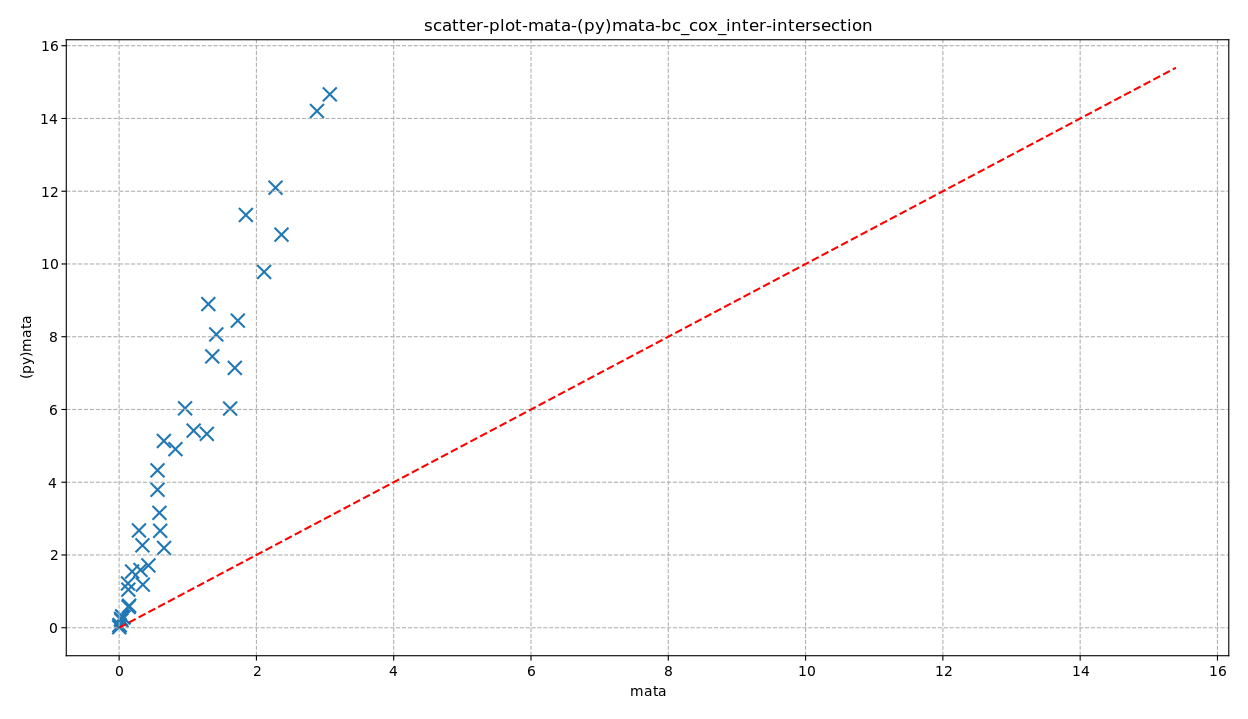 scatter-plot-mata-(py)mata-bc_cox_inter-intersection
16
14
12
10
8
6
4
2
0
(py)mata
0 2 4 6 8 10 12 14 16
mata